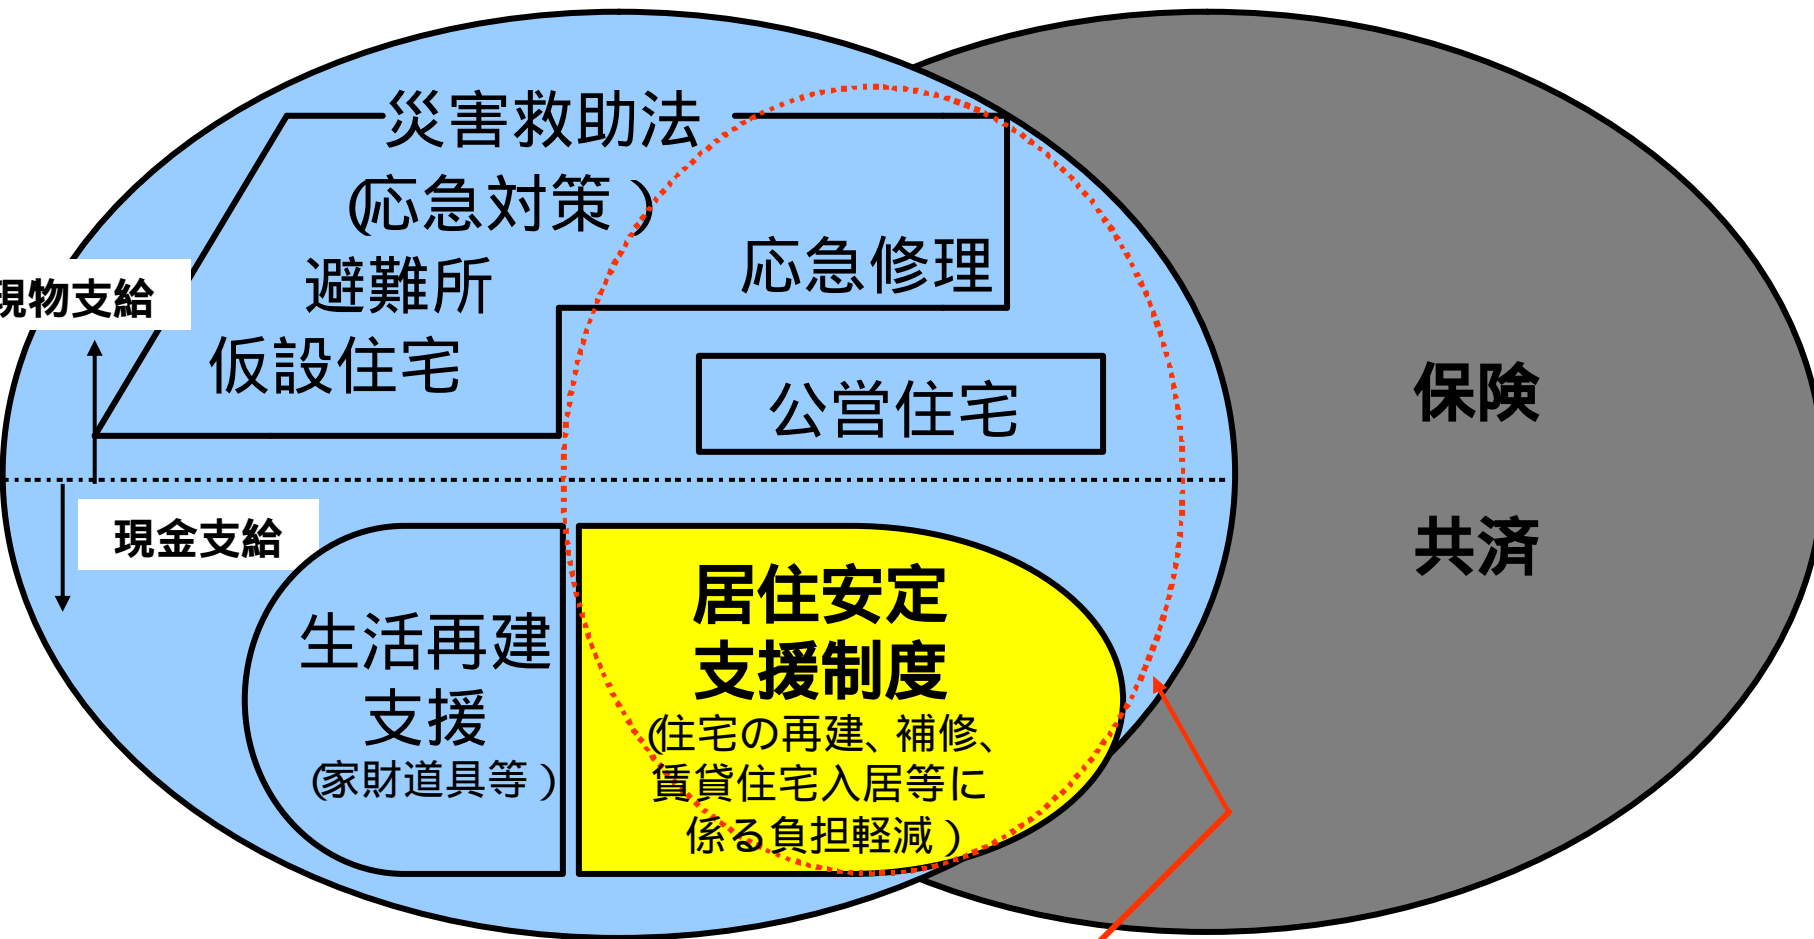 災害救助法
(応急対策)
避難所
応急修理
現物支給
仮設住宅
公営住宅
保険
共済
現金支給
生活再建
支援
(家財道具等)
居住安定
支援制度
(住宅の再建、補修、
賃貸住宅入居等に
係る負担軽減)